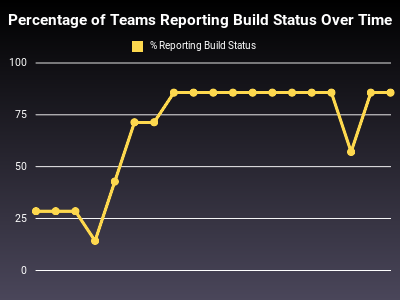 Percentage of Teams Reporting Build Status Over Time
% Reporting Build Status
100
75
50
25
0